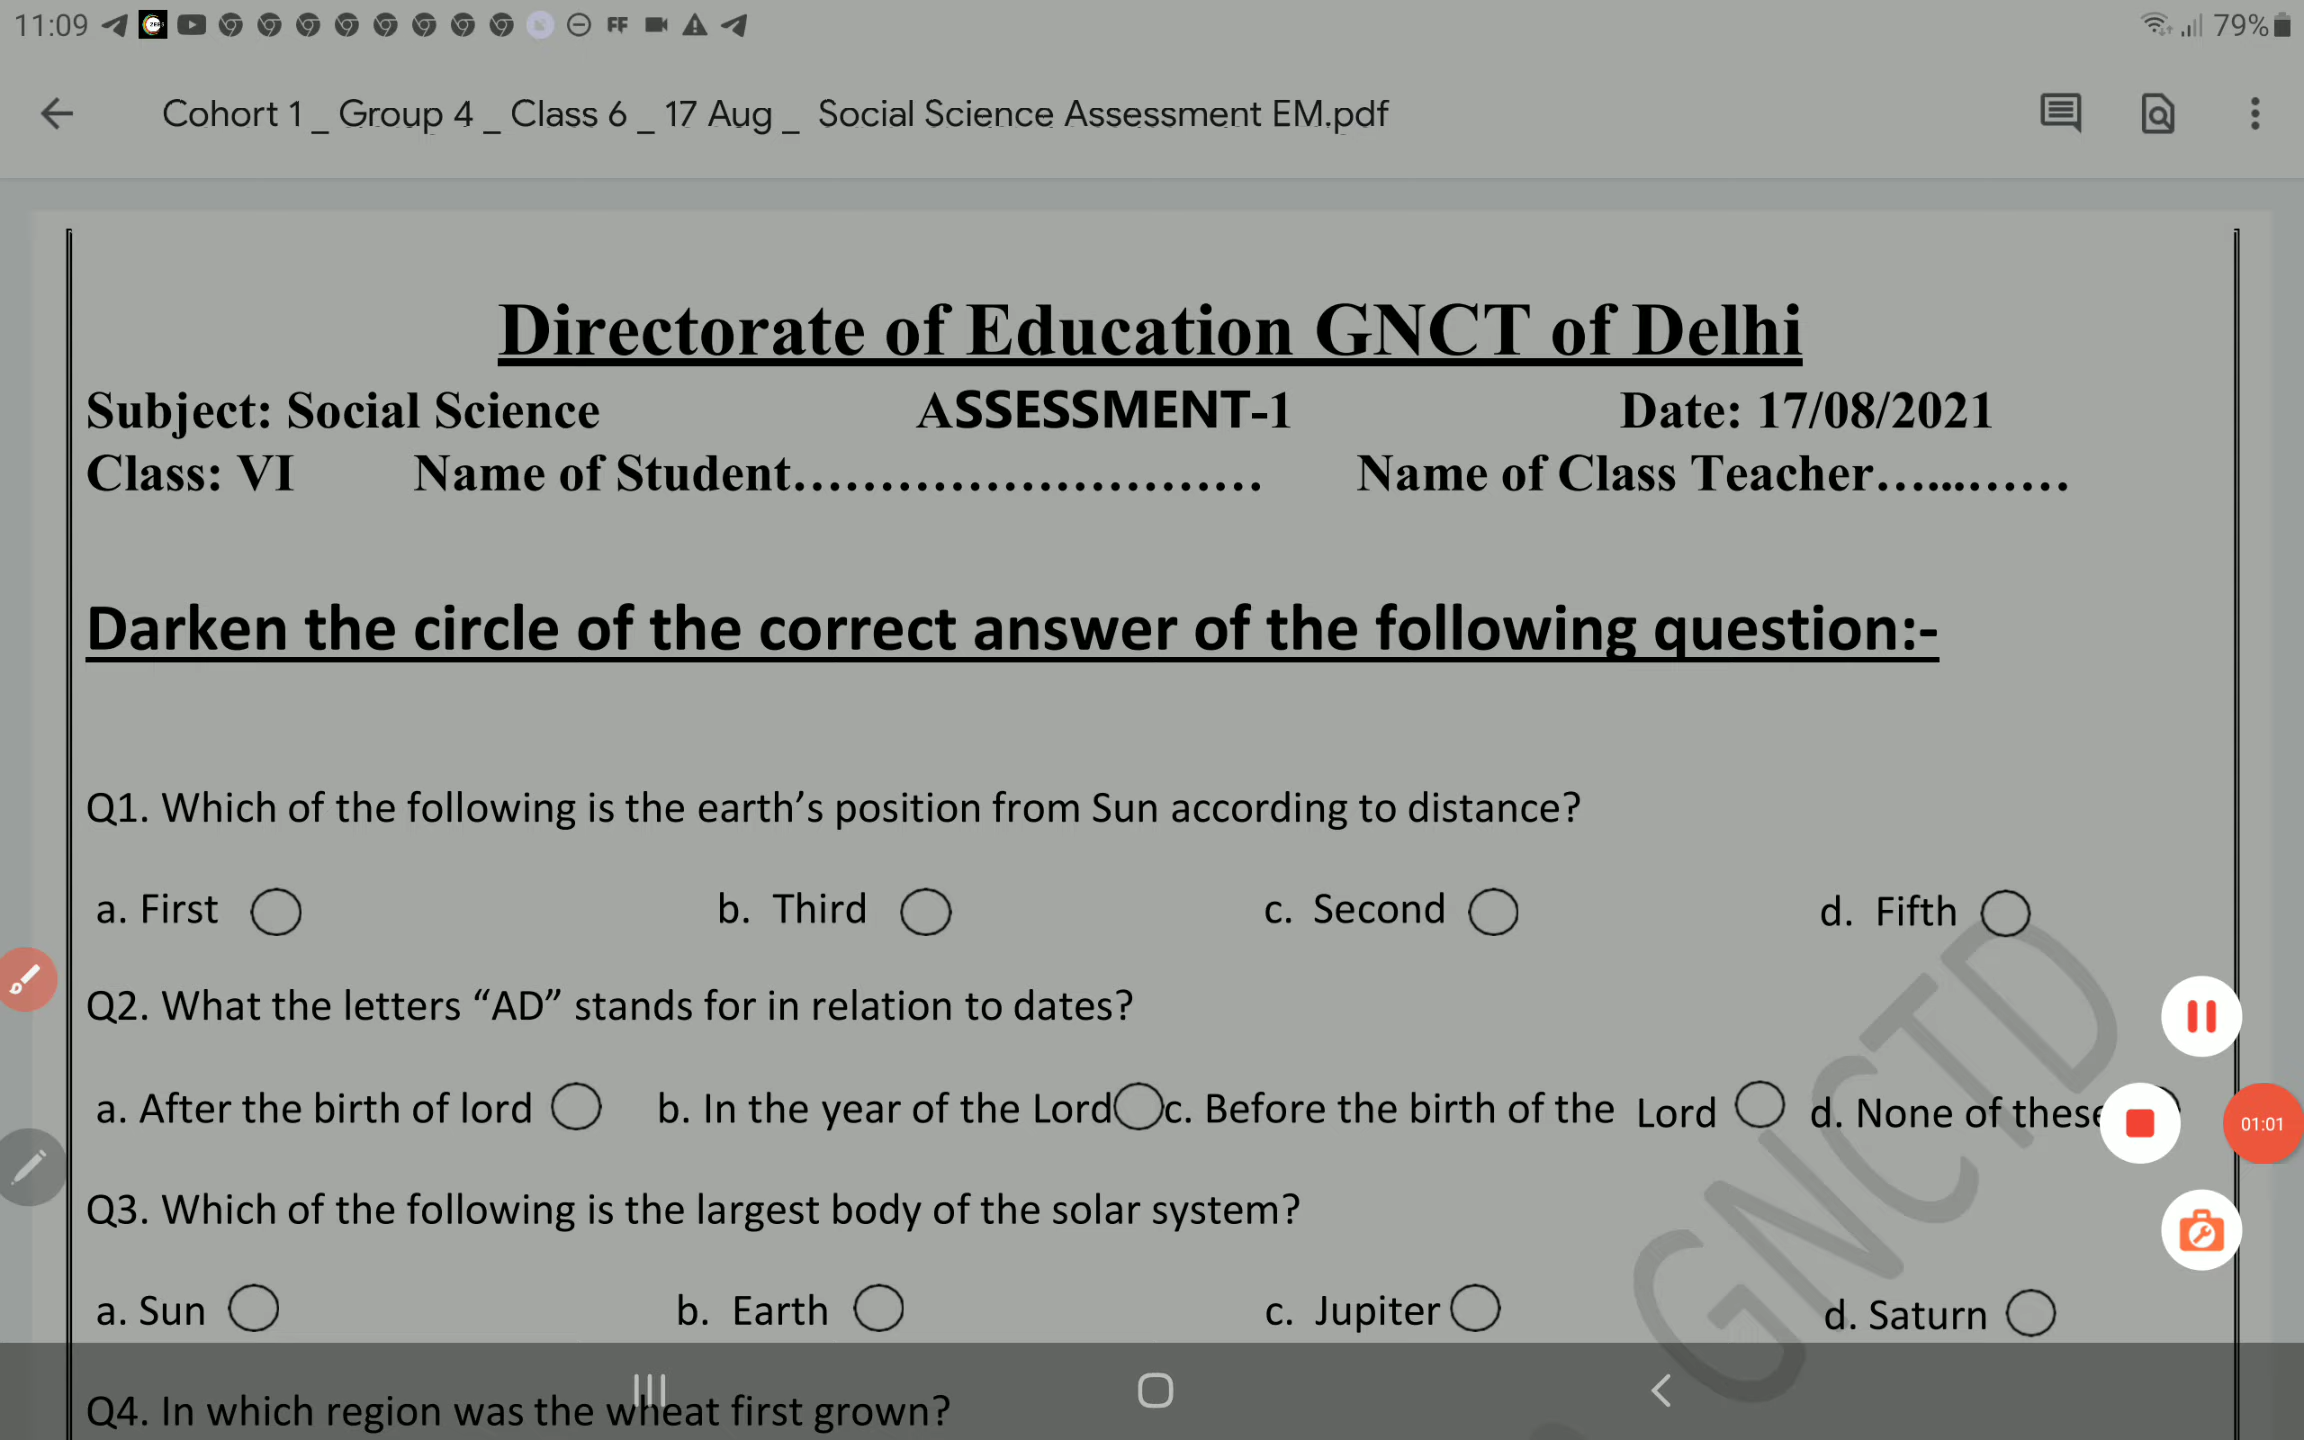 11:09 FF 79%
Cohort 1 _ Group 4 _ Class 6 _ 17 Aug _ Social Science Assessment EM.pdf
Directorate of Education GNCT of Delhi
Subject: Social Science ASSESSMENT-1 Date: 17/08/2021
Class: VI Name of Student........................... Name of Class Teacher............
Darken the circle of the correct answer of the following question:-
Q1. Which of the following is the earth’s position from Sun according to distance?
a. First b. Third c. Second d. Fifth
Q2. What the letters “AD” stands for in relation to dates?
a. After the birth of lord b. In the year of the Lord c. Before the birth of the Lord d. None of these
01:01
Q3. Which of the following is the largest body of the solar system?
a. Sun b. Earth c. Jupiter d. Saturn
Q4. In which region was the wheat first grown?
GNCTD